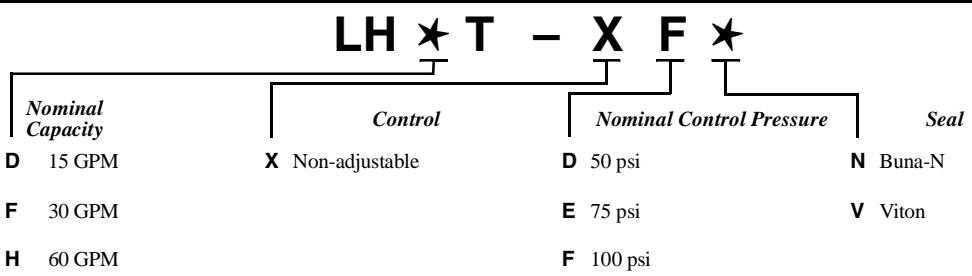 LH ✶ T – X F ✶
Nominal Capacity
D 15 GPM
F 30 GPM
H 60 GPM
Control
X Non-adjustable
Nominal Control Pressure
D 50 psi
E 75 psi
F 100 psi
Seal
N Buna-N
V Viton